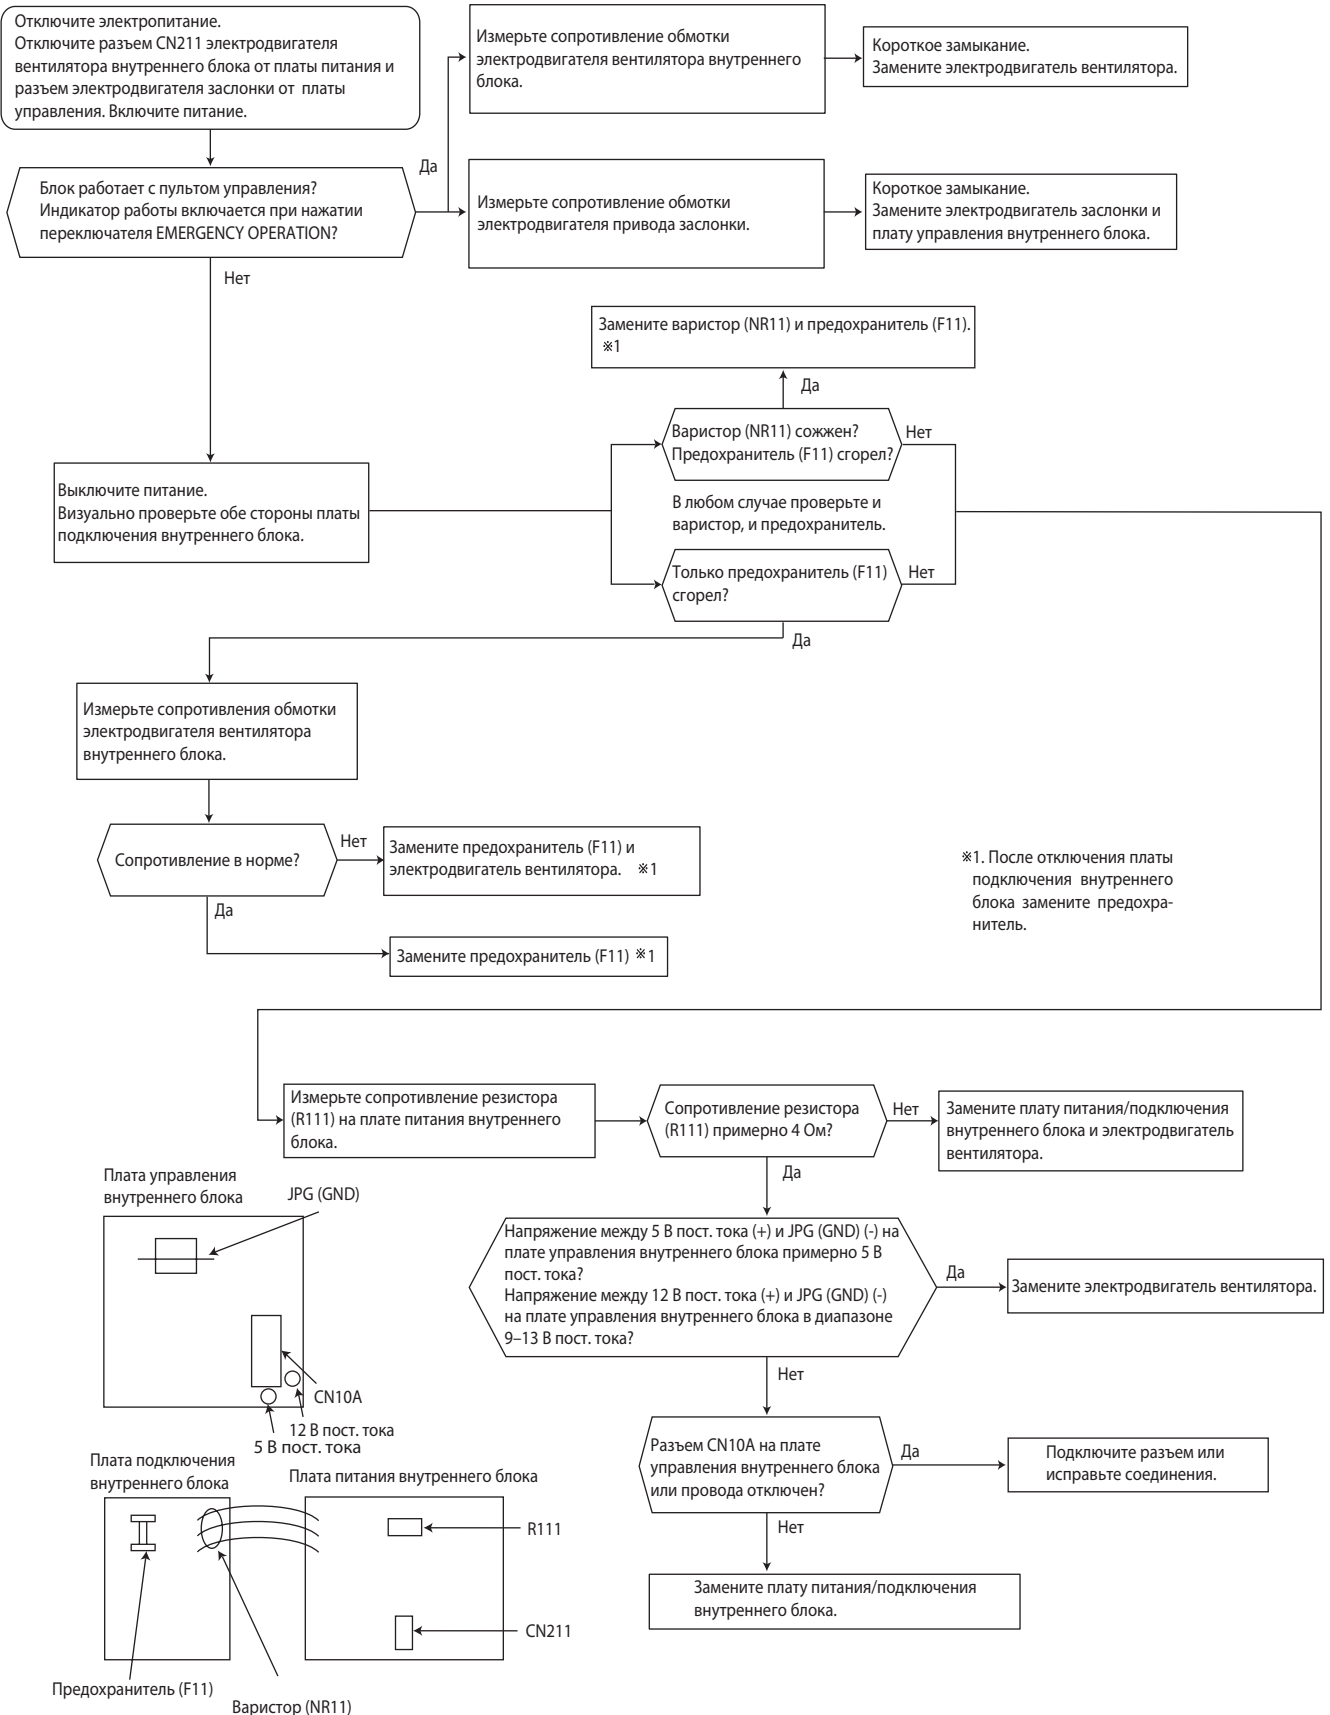 Отключите электропитание.
Отключите разъем CN211 электродвигателя
вентилятора внутреннего блока от платы питания и
разъем электродвигателя заслонки от платы
управления. Включите питание.
Измерьте сопротивление обмотки
электродвигателя вентилятора внутреннего
блока.
Короткое замыкание.
Замените электродвигатель вентилятора.
Да
Блок работает с пультом управления?
Индикатор работы включается при нажатии
переключателя EMERGENCY OPERATION?
Измерьте сопротивление обмотки
электродвигателя привода заслонки.
Короткое замыкание.
Замените электродвигатель заслонки и
плату управления внутреннего блока.
Нет
Замените варистор (NR11) и предохранитель (F11).
※1
Да
Варистор (NR11) сожжен?
Предохранитель (F11) сгорел?
Нет
Выключите питание.
Визуально проверьте обе стороны платы
подключения внутреннего блока.
В любом случае проверьте и
варистор, и предохранитель.
Только предохранитель (F11)
сгорел?
Нет
Да
Измерьте сопротивления обмотки
электродвигателя вентилятора
внутреннего блока.
Сопротивление в норме?
Нет
Замените предохранитель (F11) и
электродвигатель вентилятора. ※1
Да
Замените предохранитель (F11) ※1
※1. После отключения платы
подключения внутреннего
блока замените предохра-
нитель.
Измерьте сопротивление резистора
(R111) на плате питания внутреннего
блока.
Сопротивление резистора
(R111) примерно 4 Ом?
Нет
Замените плату питания/подключения
внутреннего блока и электродвигатель
вентилятора.
Да
Плата управления
внутреннего блока
JPG (GND)
Напряжение между 5 В пост. тока (+) и JPG (GND) (-) на
плате управления внутреннего блока примерно 5 В
пост. тока?
Напряжение между 12 В пост. тока (+) и JPG (GND) (-)
на плате управления внутреннего блока в диапазоне
9–13 В пост. тока?
Да
Замените электродвигатель вентилятора.
Нет
CN10A
12 В пост. тока
5 В пост. тока
Разъем CN10A на плате
управления внутреннего блока
или провода отключен?
Да
Подключите разъем или
исправьте соединения.
Нет
Замените плату питания/подключения
внутреннего блока.
Плата подключения
внутреннего блока
Плата питания внутреннего блока
R111
CN211
Предохранитель (F11)
Варистор (NR11)